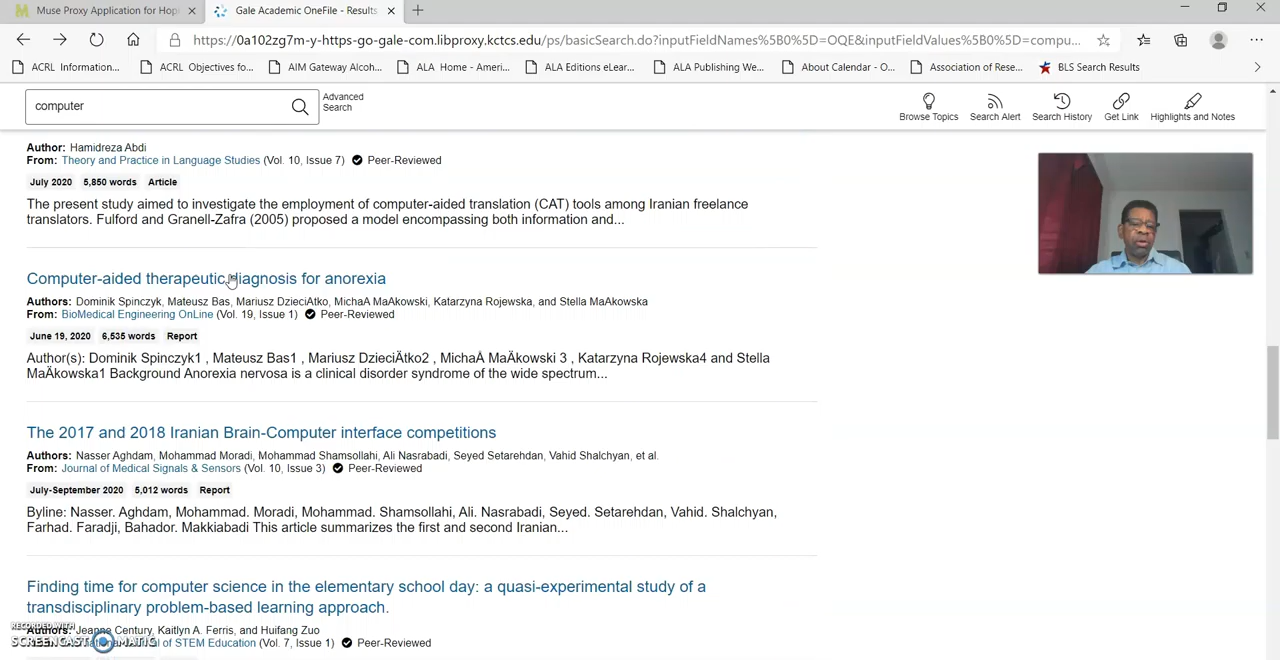 Muse Proxy Application for Hop
Gale Academic OneFile - Results
https://0a102zg7m-y-https-go-gale-com.libproxy.kctcs.edu/ps/basicSearch.do?inputFieldNames%5B0%5D=OQE&inputFieldValues%5B0%5D=compu...
ACRL Information...
ACRL Objectives fo...
AIM Gateway Alcoh...
ALA Home - Ameri...
ALA Editions eLear...
ALA Publishing We...
About Calendar - O...
Association of Rese...
BLS Search Results
computer
Advanced
Search
Browse Topics
Search Alert
Search History
Get Link
Highlights and Notes
Author: Hamidreza Abdi
From: Theory and Practice in Language Studies (Vol. 10, Issue 7) Peer-Reviewed
July 2020 5,850 words Article
The present study aimed to investigate the employment of computer-aided translation (CAT) tools among Iranian freelance
translators. Fulford and Granell-Zafra (2005) proposed a model encompassing both information and...
Computer-aided therapeutic diagnosis for anorexia
Authors: Dominik Spinczyk, Mateusz Bas, Mariusz DzieciAtko, MichaA MaAkowski, Katarzyna Rojewska, and Stella MaAkowska
From: BioMedical Engineering OnLine (Vol. 19, Issue 1) Peer-Reviewed
June 19, 2020 6,535 words Report
Author(s): Dominik Spinczyk1 , Mateusz Bas1 , Mariusz DzieciÄtko2 , MichaÅ MaÄkowski 3 , Katarzyna Rojewska4 and Stella
MaÄkowska1 Background Anorexia nervosa is a clinical disorder syndrome of the wide spectrum...
The 2017 and 2018 Iranian Brain-Computer interface competitions
Authors: Nasser Aghdam, Mohammad Moradi, Mohammad Shamsollahi, Ali Nasrabadi, Seyed Setarehdan, Vahid Shalchyan, et al.
From: Journal of Medical Signals & Sensors (Vol. 10, Issue 3) Peer-Reviewed
July-September 2020 5,012 words Report
Byline: Nasser. Aghdam, Mohammad. Moradi, Mohammad. Shamsollahi, Ali. Nasrabadi, Seyed. Setarehdan, Vahid. Shalchyan,
Farhad. Faradji, Bahador. Makkiabadi This article summarizes the first and second Iranian...
Finding time for computer science in the elementary school day: a quasi-experimental study of a
transdisciplinary problem-based learning approach.
RECORDED WITH
Authors: Jeanne Century, Kaitlyn A. Ferris, and Huifang Zuo
SCREENCAST-O-MATIC
of STEM Education (Vol. 7, Issue 1) Peer-Reviewed